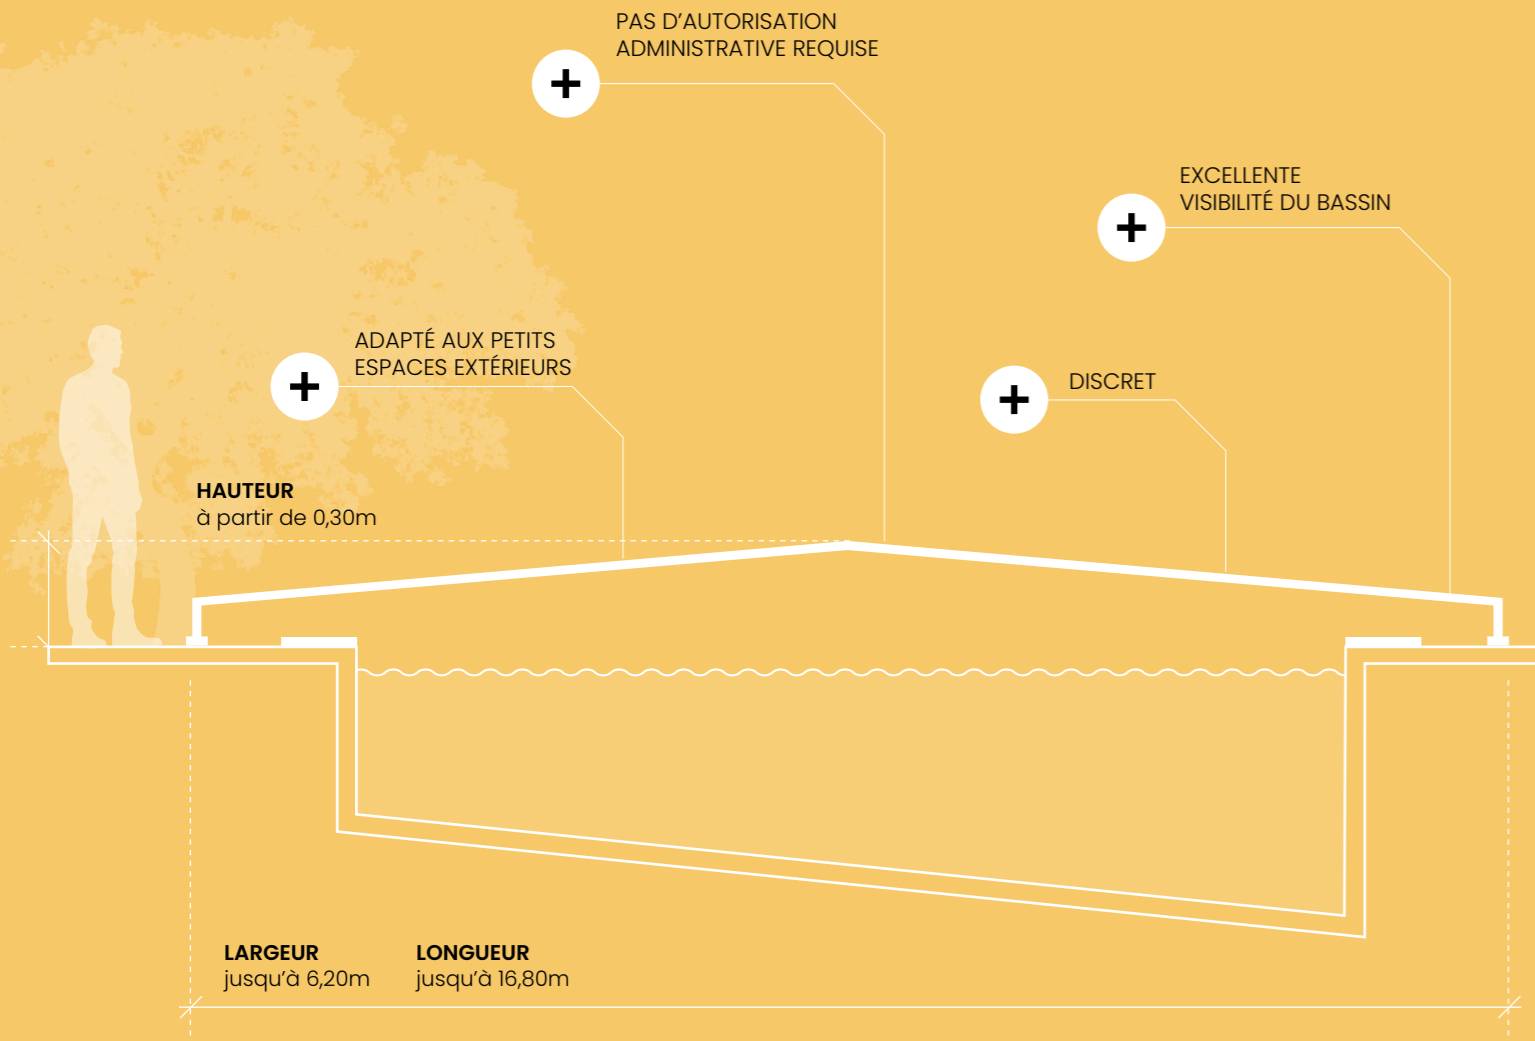 PAS D'AUTORISATION
ADMINISTRATIVE REQUISE
EXCELLENTE
VISIBILITÉ DU BASSIN
ADAPTÉ AUX PETITS
ESPACES EXTÉRIEURS
DISCRET
HAUTEUR
à partir de 0,30m
LARGEUR
jusqu'à 6,20m
LONGUEUR
jusqu'à 16,80m